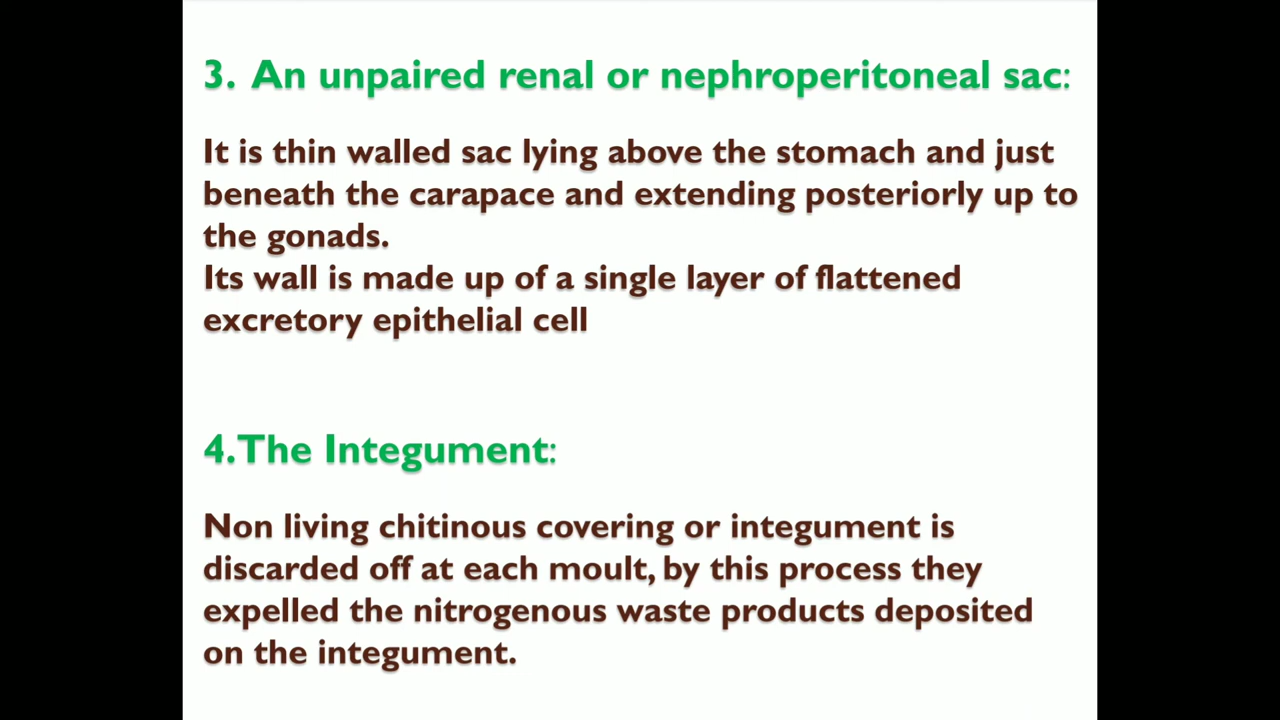 3. An unpaired renal or nephroperitoneal sac:
It is thin walled sac lying above the stomach and just
beneath the carapace and extending posteriorly up to
the gonads.
Its wall is made up of a single layer of flattened
excretory epithelial cell
4.The Integument:
Non living chitinous covering or integument is
discarded off at each moult, by this process they
expelled the nitrogenous waste products deposited
on the integument.